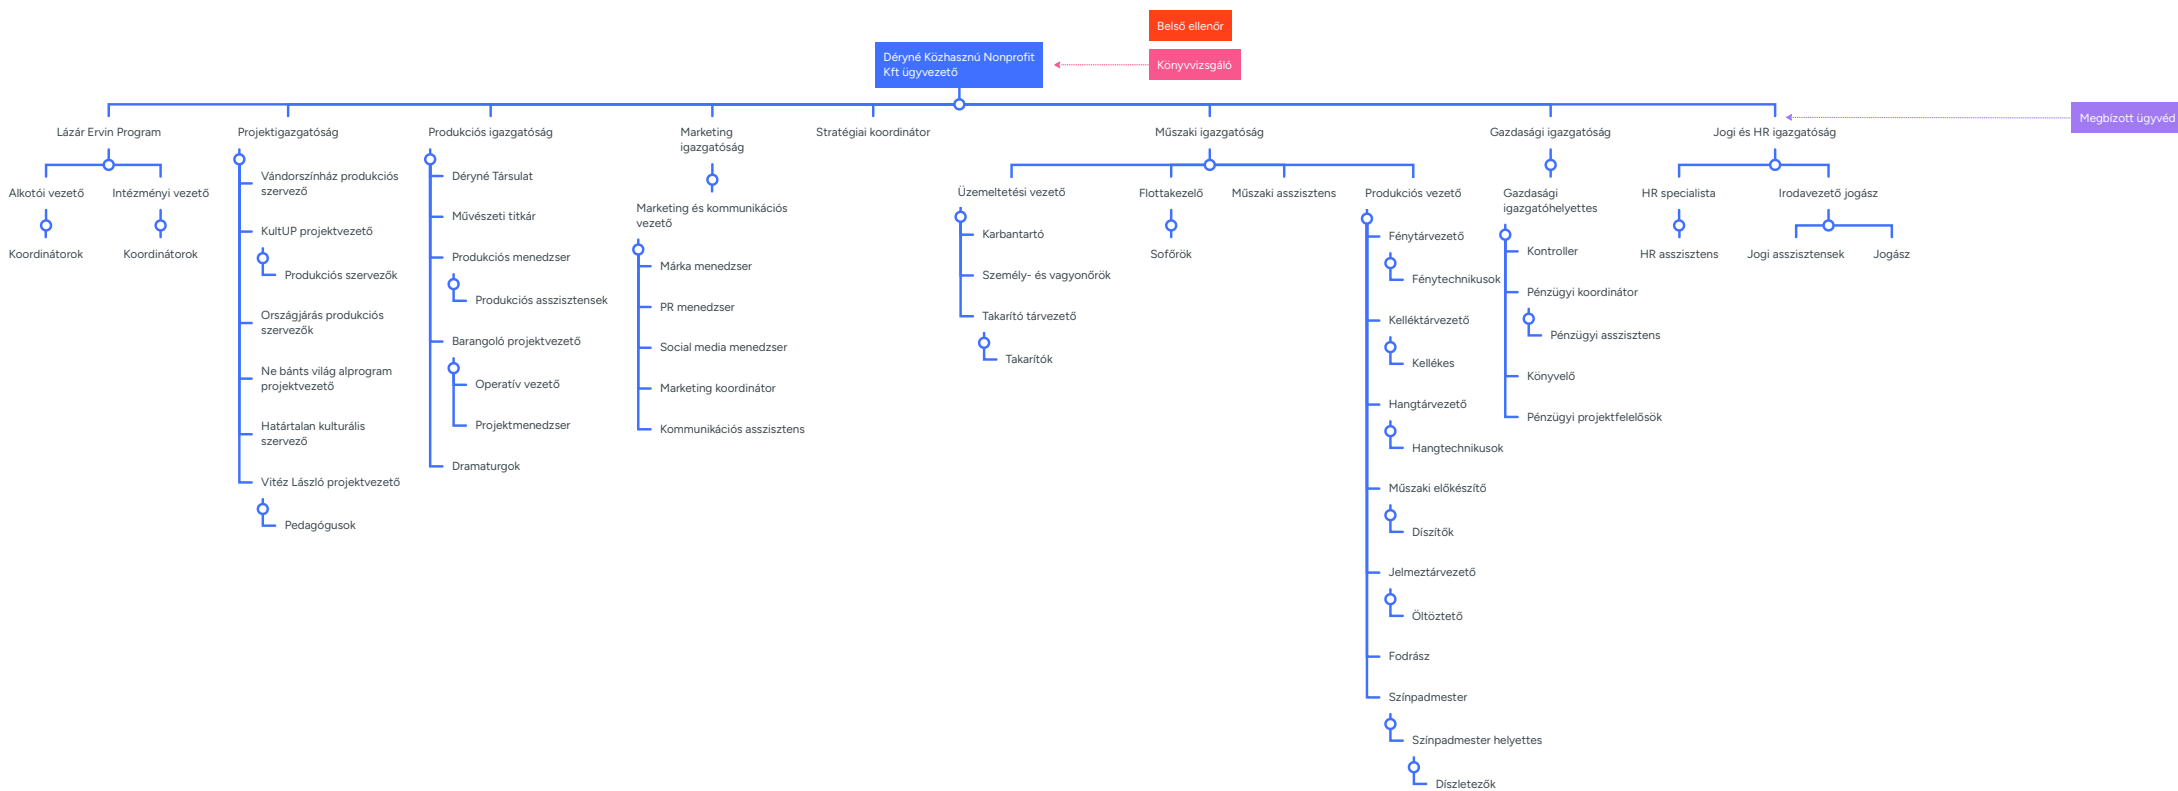 Belső ellenőr
Déryné Közhasznú Nonprofit
Kft ügyvezető
Könyvvizsgáló
Megbízott ügyvéd
Lázár Ervin Program
Alkotói vezető
Koordinátorok
Intézményi vezető
Koordinátorok
Projektigazgatóság
Vándorszínház produkciós
szervező
KultUP projektvezető
Produkciós szervezők
Országjárás produkciós
szervezők
Ne bánts világ alprogram
projektvezető
Határtalan kulturális
szervező
Vitéz László projektvezető
Pedagógusok
Produkciós igazgatóság
Déryné Társulat
Művészeti titkár
Produkciós menedzser
Produkciós asszisztensek
Barangoló projektvezető
Operatív vezető
Projektmenedzser
Dramaturgok
Marketing
igazgatóság
Marketing és kommunikációs
vezető
Márka menedzser
PR menedzser
Social media menedzser
Marketing koordinátor
Kommunikációs asszisztens
Stratégiai koordinátor
Műszaki igazgatóság
Üzemeltetési vezető
Karbantartó
Személy- és vagyonőrök
Takarító tárvezető
Takarítók
Flottakezelő
Sofőrök
Műszaki asszisztens
Produkciós vezető
Fénytárvezető
Fénytechnikusok
Kelléktárvezető
Kellékes
Hangtárvezető
Hangtechnikusok
Műszaki előkészítő
Díszítők
Jelmeztárvezető
Öltöztető
Fodrász
Színpadmester
Színpadmester helyettes
Díszletezők
Gazdasági igazgatóság
Gazdasági
igazgatóhelyettes
Kontroller
Pénzügyi koordinátor
Pénzügyi asszisztens
Könyvelő
Pénzügyi projektfelelősök
Jogi és HR igazgatóság
HR specialista
HR asszisztens
Irodavezető jogász
Jogi asszisztensek
Jogász